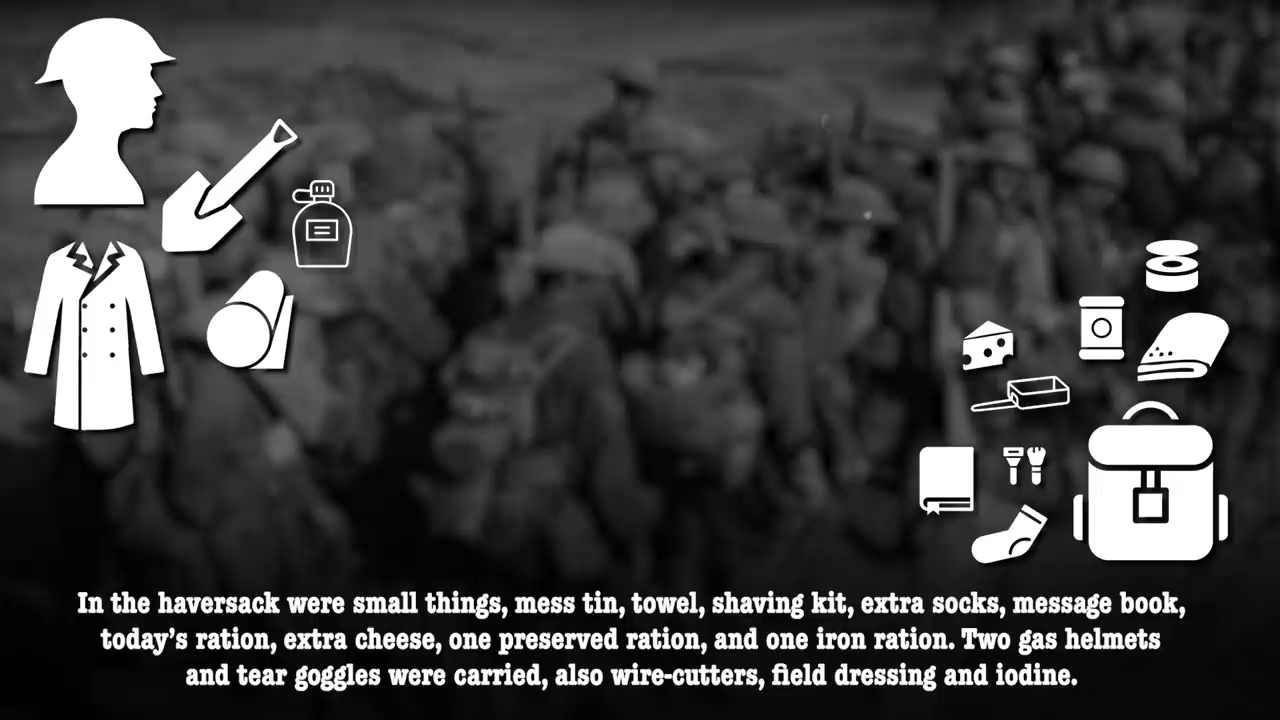 In the haversack were small things, mess tin, towel, shaving kit, extra socks, message book,
today’s ration, extra cheese, one preserved ration, and one iron ration. Two gas helmets
and tear goggles were carried, also wire-cutters, field dressing and iodine.